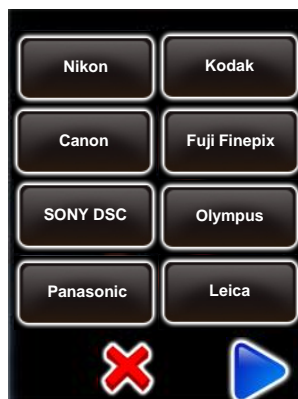 Nikon
Kodak
Canon
Fuji Finepix
SONY DSC
Olympus
Panasonic
Leica